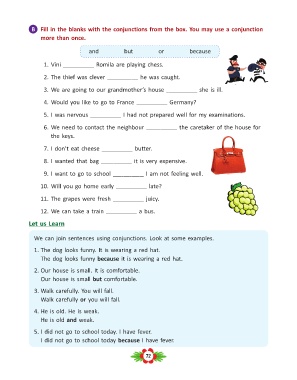 B Fill in the blanks with the conjunctions from the box. You may use a conjunction
more than once.
and but or because
1. Vini __________ Romila are playing chess.
2. The thief was clever __________ he was caught.
3. We are going to our grandmother's house __________ she is ill.
4. Would you like to go to France __________ Germany?
5. I was nervous __________ I had not prepared well for my examinations.
6. We need to contact the neighbour __________ the caretaker of the house for
the keys.
7. I don't eat cheese __________ butter.
8. I wanted that bag __________ it is very expensive.
9. I want to go to school __________ I am not feeling well.
10. Will you go home early __________ late?
11. The grapes were fresh __________ juicy.
12. We can take a train __________ a bus.
Let us Learn
We can join sentences using conjunctions. Look at some examples.
1. The dog looks funny. It is wearing a red hat.
The dog looks funny because it is wearing a red hat.
2. Our house is small. It is comfortable.
Our house is small but comfortable.
3. Walk carefully. You will fall.
Walk carefully or you will fall.
4. He is old. He is weak.
He is old and weak.
5. I did not go to school today. I have fever.
I did not go to school today because I have fever.
72